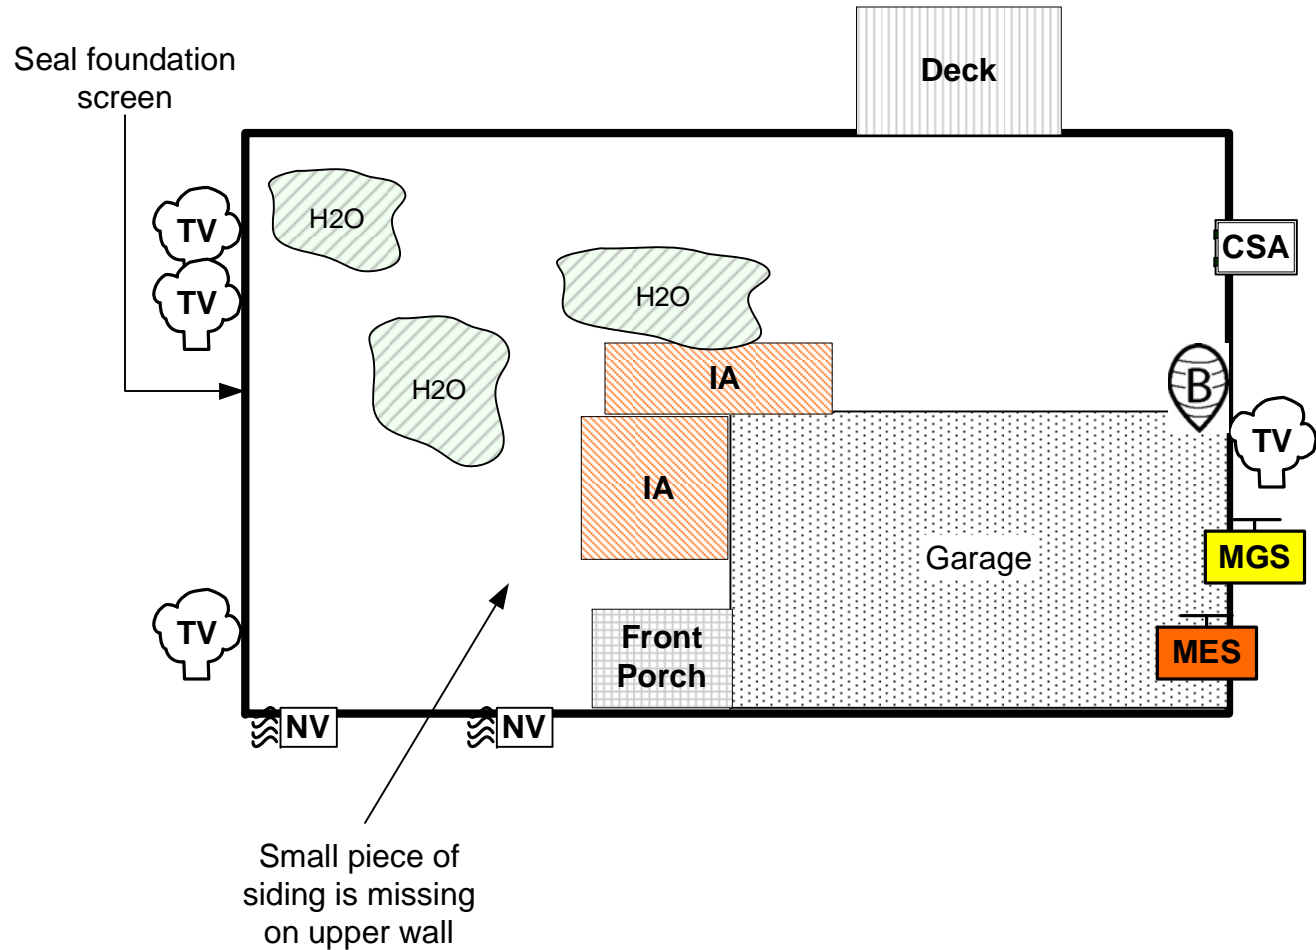 Deck
Seal foundation
screen
TV
H2O
CSA
TV
H2O
H2O
IA
B
TV
IA
Garage
MGS
TV
Front
Porch
MES
NV
NV
Small piece of
siding is missing
on upper wall